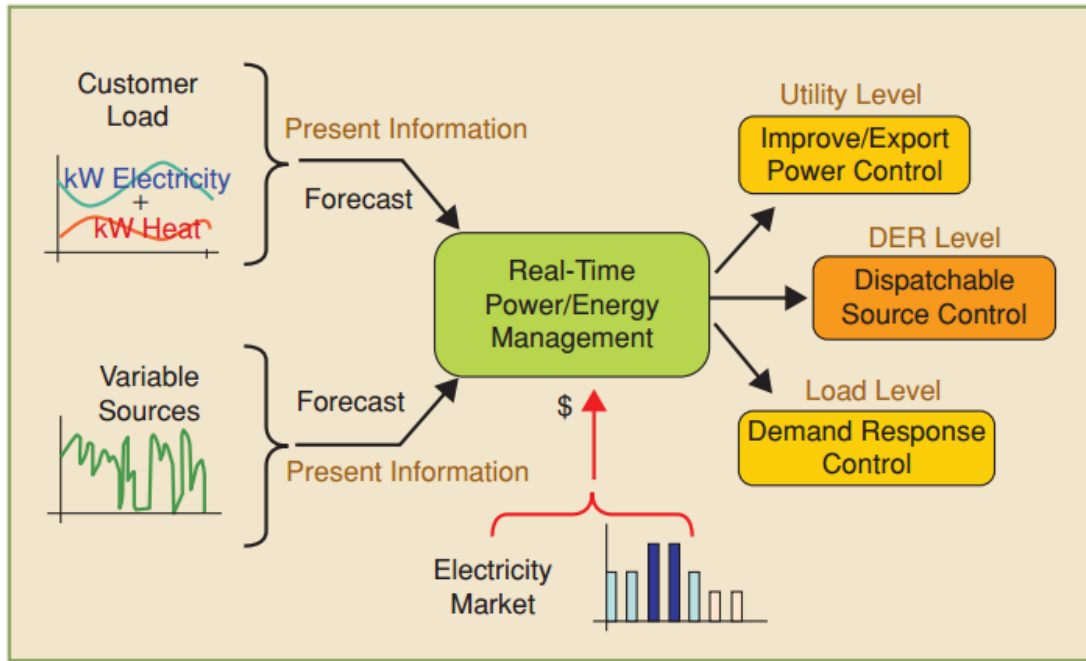 Customer
Load
kW Electricity
+
kW Heat
Present Information
Forecast
Variable
Sources
Forecast
Present Information
Real-Time
Power/Energy
Management
$
Electricity
Market
Utility Level
Improve/Export
Power Control
DER Level
Dispatchable
Source Control
Load Level
Demand Response
Control